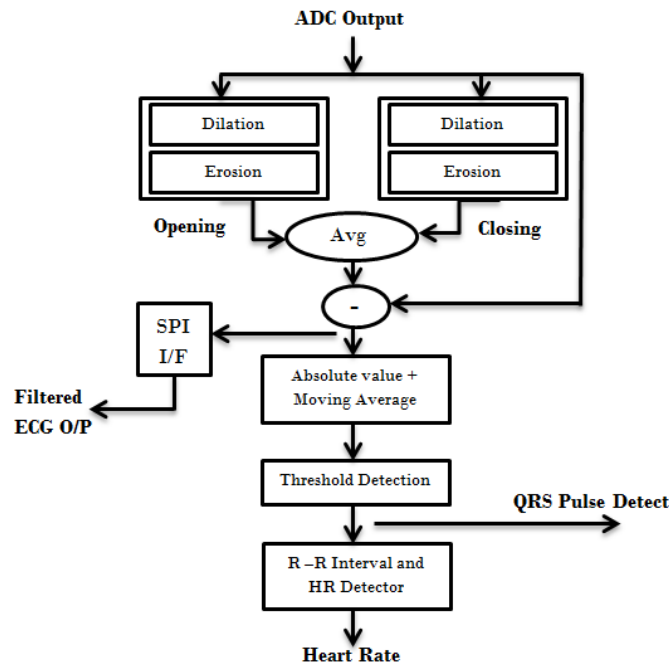 ADC Output
Dilation
Erosion
Dilation
Erosion
Opening
Avg
Closing
-
SPI
I/F
Filtered
ECG O/P
Absolute value +
Moving Average
Threshold Detection
QRS Pulse Detect
R –R Interval and
HR Detector
Heart Rate